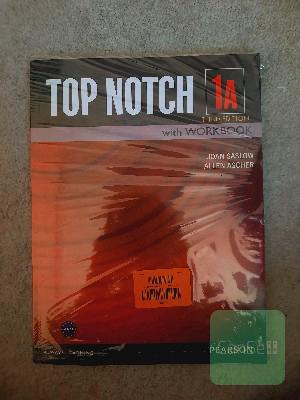 TOP NOTCH 1A
THIRD EDITION
with WORKBOOK
JOAN SASLOW
ALLEN ASCHER
PEARSON